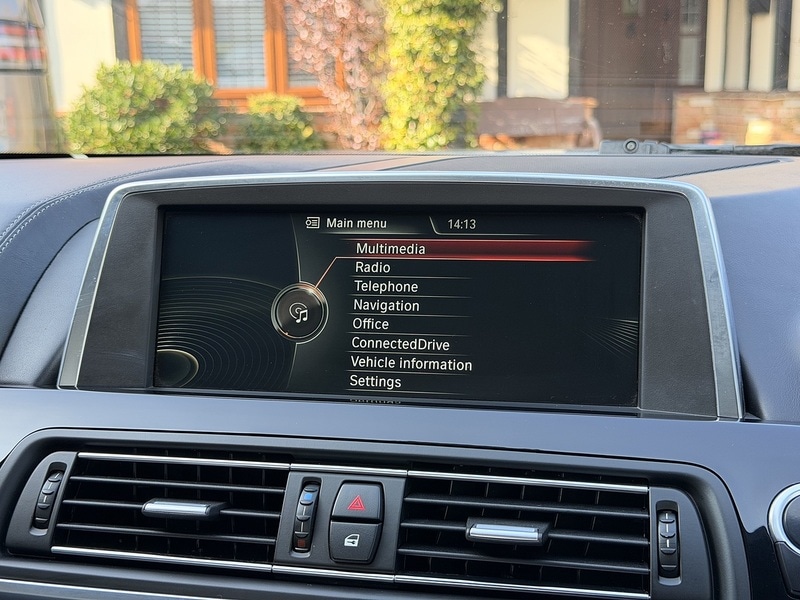 Main menu 14:13
Multimedia
Radio
Telephone
Navigation
Office
ConnectedDrive
Vehicle information
Settings